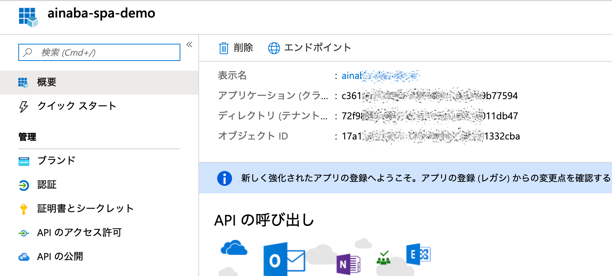 ainaba-spa-demo
検索 (Cmd+/)
«
概要
クイック スタート
管理
ブランド
認証
証明書とシークレット
API のアクセス許可
API の公開
削除
エンドポイント
表示名 : ainab
アプリケーション (クラ... : c361 9b77594
ディレクトリ (テナント... : 72f9 011db47
オブジェクト ID : 17a1 1332cba
新しく強化されたアプリの登録へようこそ。アプリの登録 (レガシ) からの変更点を確認する
API の呼び出し